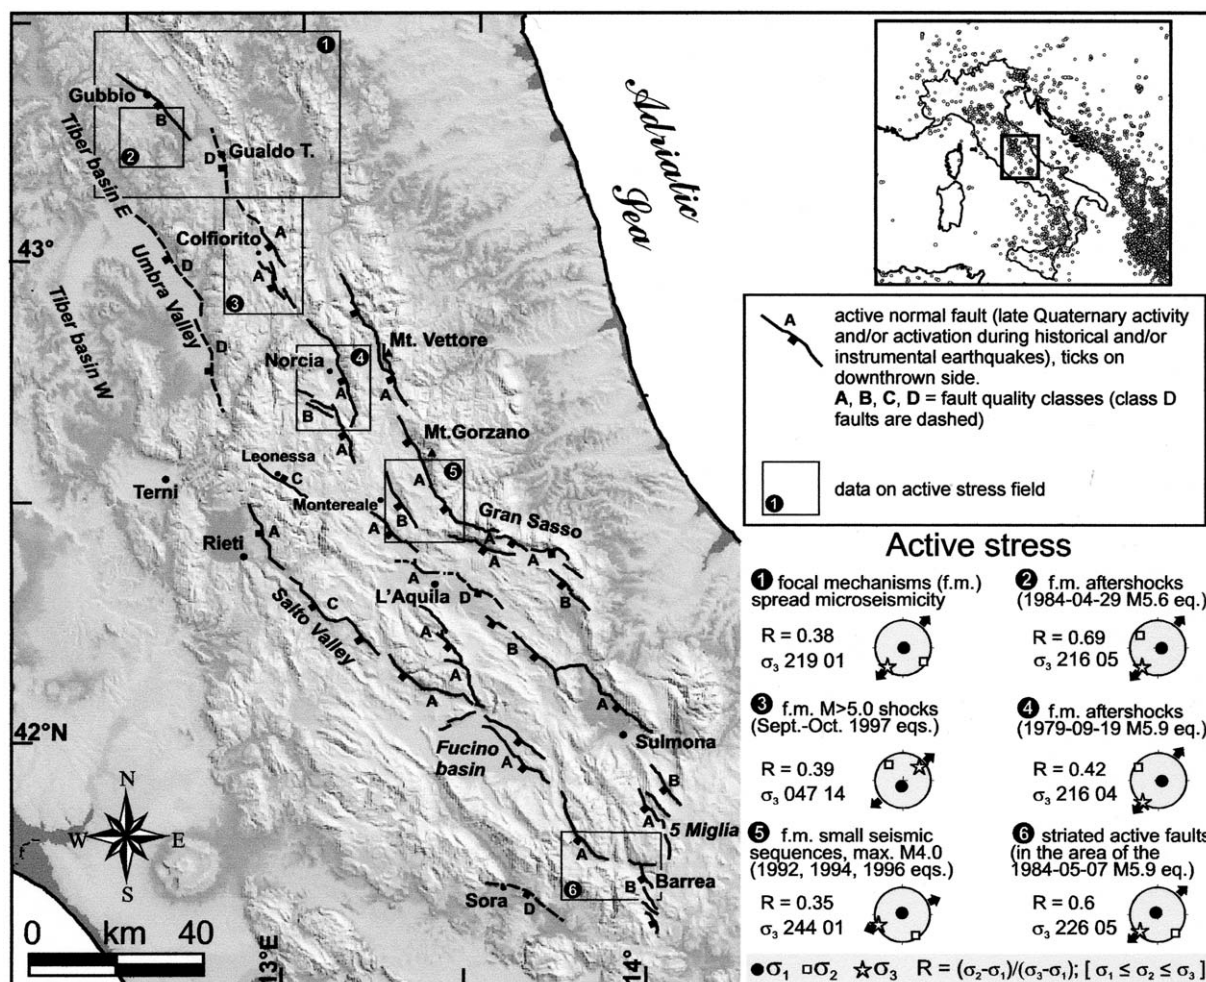 1
Gubbio
B
2
Tiber basin E
D
Gualdo T.
Adriatic
Sea
43°
Colfiorito
A
A
3
Umbra Valley
D
D
Tiber basin W
Norcia
4
A
B
A
Mt. Vettore
A
Mt.Gorzano
Leonessa
C
Terni
Montereale
5
A
B
A
Gran Sasso
A
A
B
Rieti
A
L'Aquila
A
D
C
Salto Valley
A
B
A
A
A
Sulmona
42°N
Fucino
basin
A
B
A
5 Miglia
A
6
B
Barrea
Sora
D
N
W
E
S
0 km 40
13°E
14°
A
active normal fault (late Quaternary activity
and/or activation during historical and/or
instrumental earthquakes), ticks on
downthrown side.
A, B, C, D = fault quality classes (class D
faults are dashed)
1
data on active stress field
Active stress
1 focal mechanisms (f.m.)
spread microseismicity
R = 0.38
σ3 219 01
2 f.m. aftershocks
(1984-04-29 M5.6 eq.)
R = 0.69
σ3 216 05
3 f.m. M>5.0 shocks
(Sept.-Oct. 1997 eqs.)
R = 0.39
σ3 047 14
4 f.m. aftershocks
(1979-09-19 M5.9 eq.)
R = 0.42
σ3 216 04
5 f.m. small seismic
sequences, max. M4.0
(1992, 1994, 1996 eqs.)
R = 0.35
σ3 244 01
6 striated active faults
(in the area of the
1984-05-07 M5.9 eq.)
R = 0.6
σ3 226 05
σ1 σ2 σ3 R = (σ2-σ1)/(σ3-σ1); [ σ1 ≤ σ2 ≤ σ3 ]